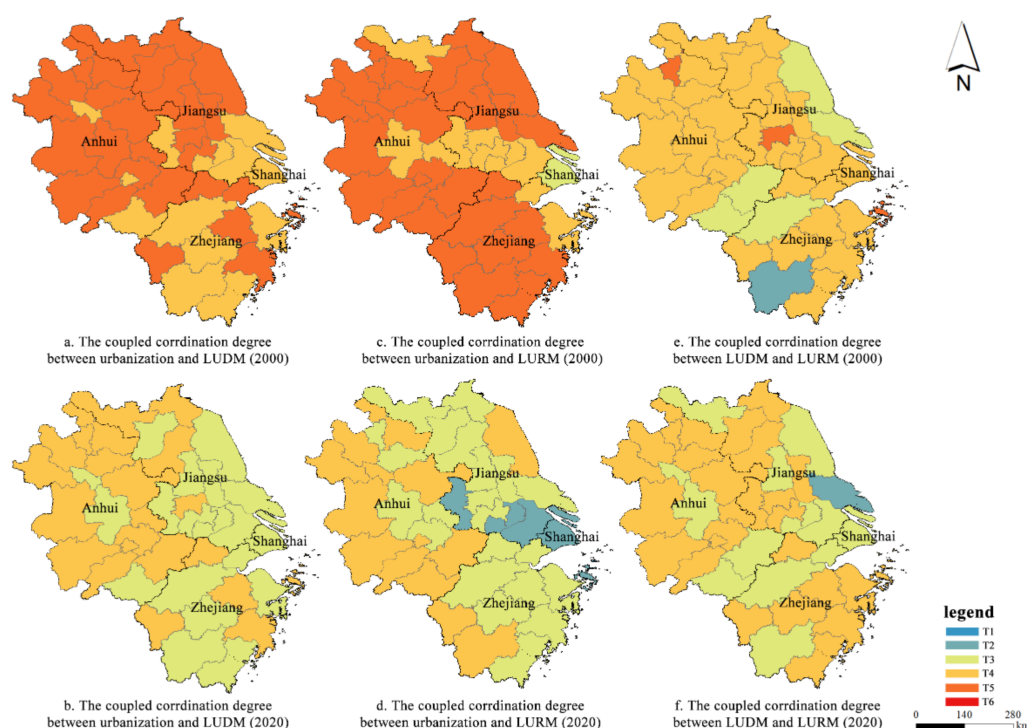 Jiangsu
Anhui
Shanghai
Zhejiang
a. The coupled corrdination degree
between urbanization and LUDM (2000)
Jiangsu
Anhui
Shanghai
Zhejiang
c. The coupled corrdination degree
between urbanization and LURM (2000)
Jiangsu
Anhui
Shanghai
Zhejiang
e. The coupled corrdination degree
between LUDM and LURM (2000)
N
Jiangsu
Anhui
Shanghai
Zhejiang
b. The coupled corrdination degree
between urbanization and LUDM (2020)
Jiangsu
Anhui
Shanghai
Zhejiang
d. The coupled corrdination degree
between urbanization and LURM (2020)
Jiangsu
Anhui
Shanghai
Zhejiang
f. The coupled corrdination degree
between LUDM and LURM (2020)
legend
T1
T2
T3
T4
T5
T6
0 140 280
km